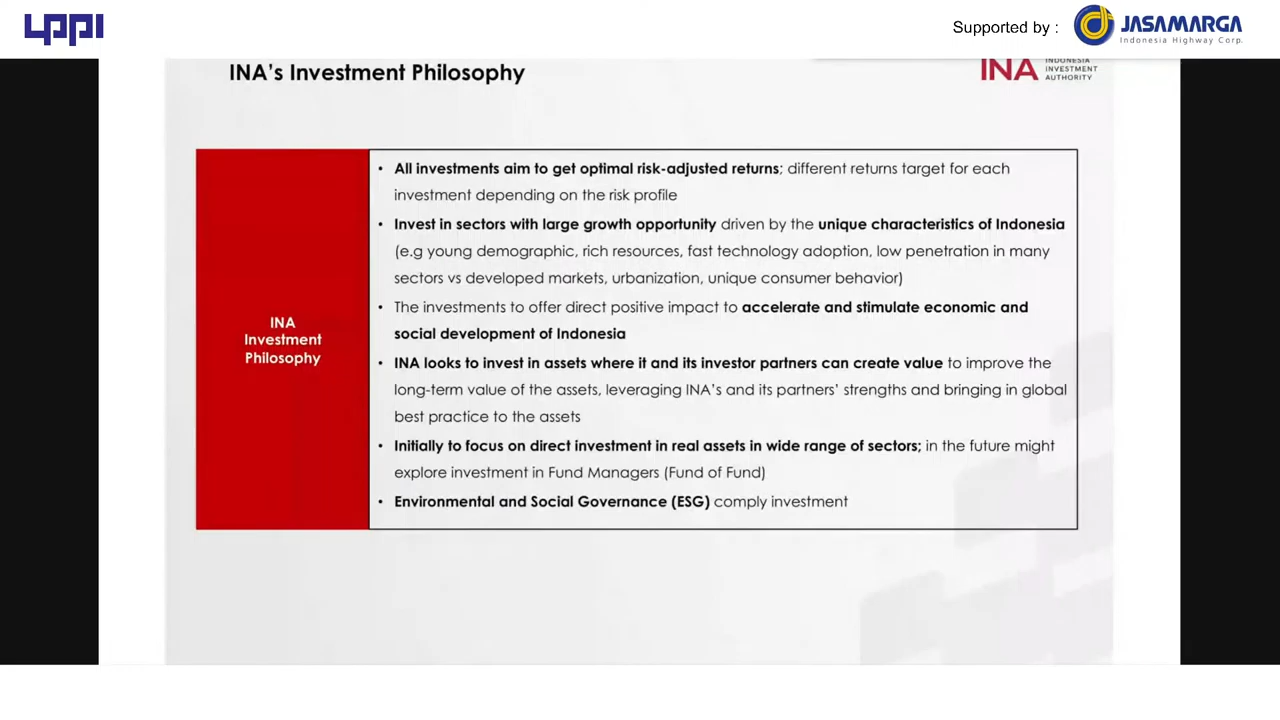 LPPI
Supported by :
JASAMARGA
Indonesia Highway Corp.
INA's Investment Philosophy
INA
INDONESIA
INVESTMENT
AUTHORITY
INA
Investment
Philosophy
• All investments aim to get optimal risk-adjusted returns; different returns target for each
investment depending on the risk profile
• Invest in sectors with large growth opportunity driven by the unique characteristics of Indonesia
(e.g young demographic, rich resources, fast technology adoption, low penetration in many
sectors vs developed markets, urbanization, unique consumer behavior)
• The investments to offer direct positive impact to accelerate and stimulate economic and
social development of Indonesia
• INA looks to invest in assets where it and its investor partners can create value to improve the
long-term value of the assets, leveraging INA's and its partners' strengths and bringing in global
best practice to the assets
• Initially to focus on direct investment in real assets in wide range of sectors; in the future might
explore investment in Fund Managers (Fund of Fund)
• Environmental and Social Governance (ESG) comply investment